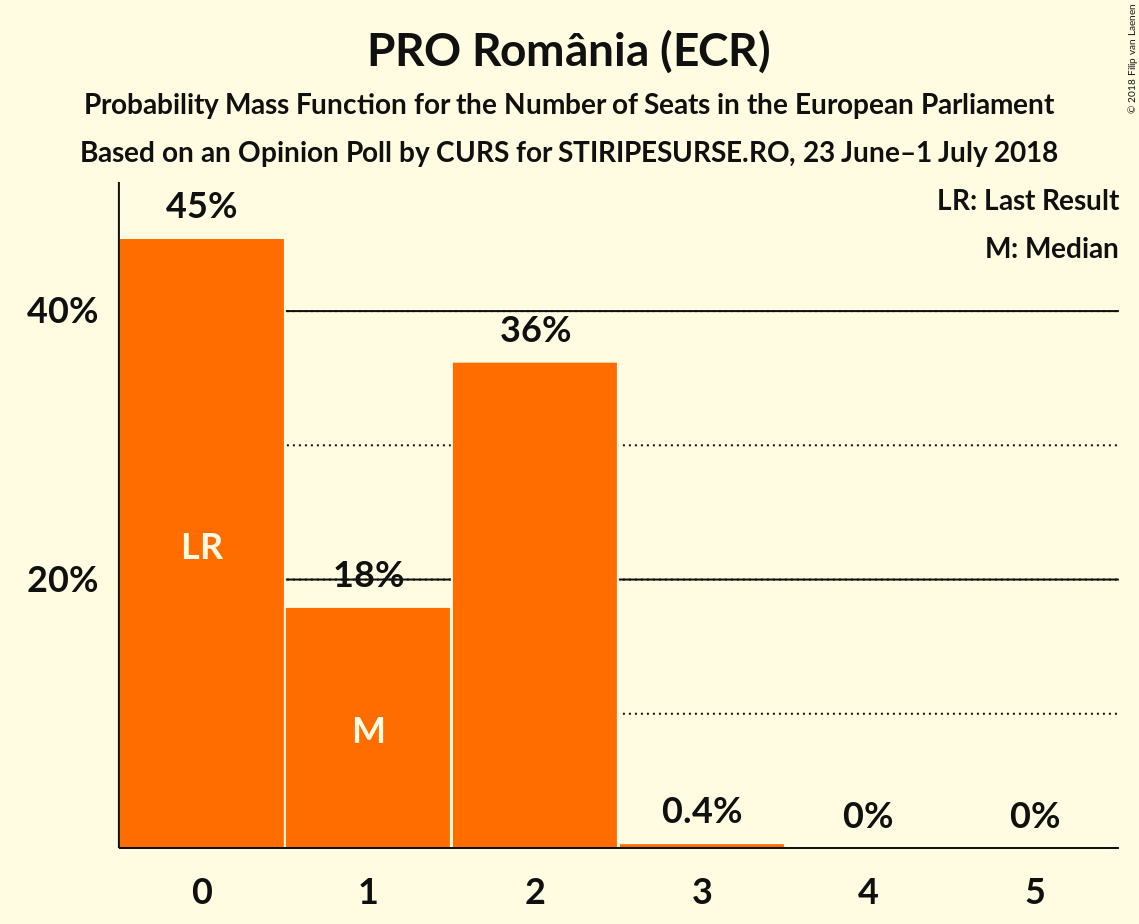 PRO România (ECR)
Probability Mass Function for the Number of Seats in the European Parliament
Based on an Opinion Poll by CURS for STIRIPESURSE.RO, 23 June–1 July 2018
© 2018 Filip van Laenen
LR: Last Result
M: Median
45%
40%
36%
LR
18%
20%
M
0.4%
0%
0%
0
1
2
3
4
5